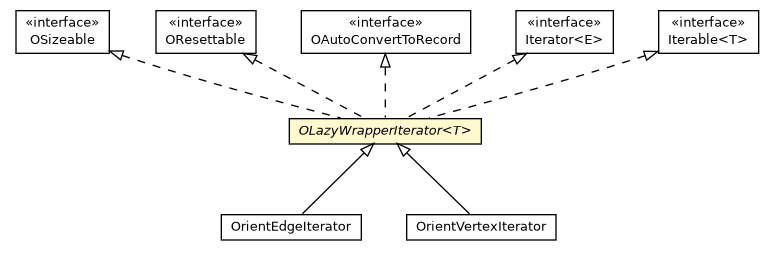 «interface»
OSizeable
«interface»
OResettable
«interface»
OAutoConvertToRecord
«interface»
Iterator<E>
«interface»
Iterable<T>
OLazyWrapperIterator<T>
OrientEdgeIterator
OrientVertexIterator